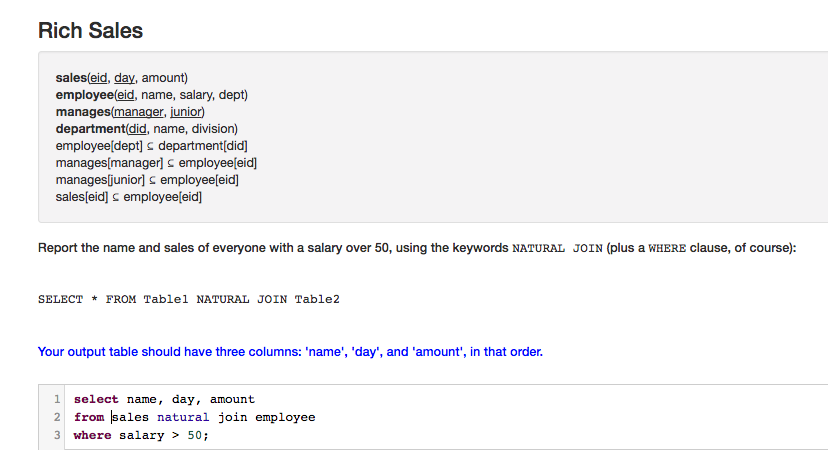 Rich Sales
sales(eid, day, amount)
employee(eid, name, salary, dept)
manages(manager, junior)
department(did, name, division)
employee[dept] ⊆ department[did]
manages[manager] ⊆ employee[eid]
manages[junior] ⊆ employee[eid]
sales[eid] ⊆ employee[eid]
Report the name and sales of everyone with a salary over 50, using the keywords NATURAL JOIN (plus a WHERE clause, of course):
SELECT * FROM Table1 NATURAL JOIN Table2
Your output table should have three columns: 'name', 'day', and 'amount', in that order.
1 select name, day, amount
2 from sales natural join employee
3 where salary > 50;